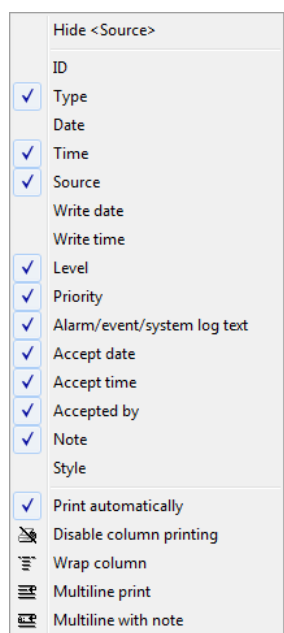 Hide <Source>
ID
Type
Date
Time
Source
Write date
Write time
Level
Priority
Alarm/event/system log text
Accept date
Accept time
Accepted by
Note
Style
Print automatically
Disable column printing
Wrap column
Multiline print
Multiline with note